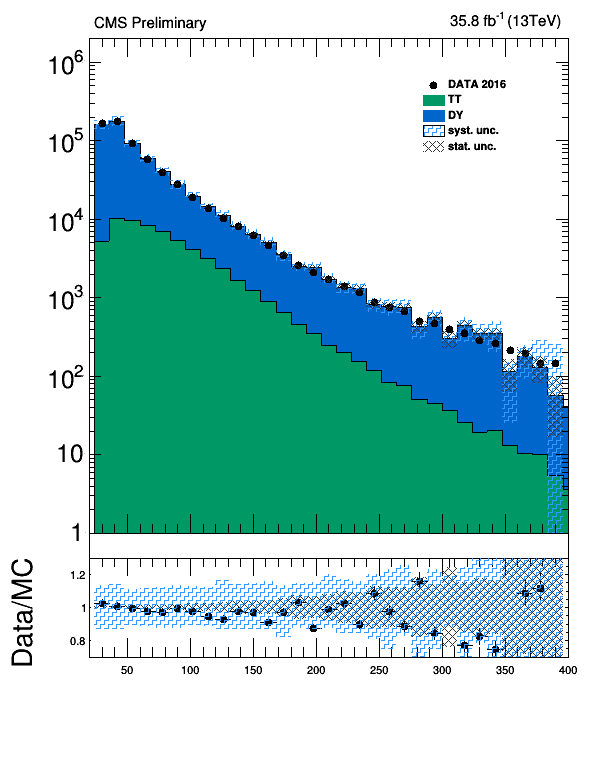 CMS Preliminary 35.8 fb⁻¹ (13TeV)
10⁶
DATA 2016
TT
DY
syst. unc.
stat. unc.
10⁵
10⁴
10³
10²
10
1
Data/MC
1.2
1
0.8
50 100 150 200 250 300 350 400